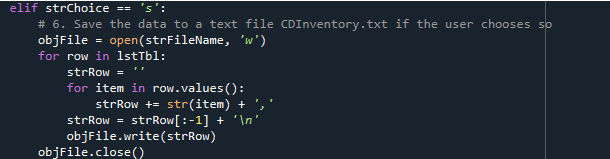 elif strChoice == 's':
    # 6. Save the data to a text file CDInventory.txt if the user chooses so
    objFile = open(strFileName, 'w')
    for row in lstTbl:
        strRow = ''
        for item in row.values():
            strRow += str(item) + ','
        strRow = strRow[:-1] + '\n'
        objFile.write(strRow)
    objFile.close()